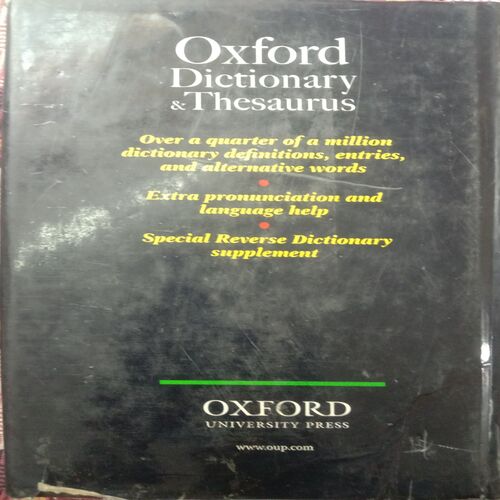 Oxford
Dictionary
& Thesaurus
Over a quarter of a million
dictionary definitions, entries,
and alternative words
Extra pronunciation and
language help
Special Reverse Dictionary
supplement
OXFORD
UNIVERSITY PRESS
www.oup.com